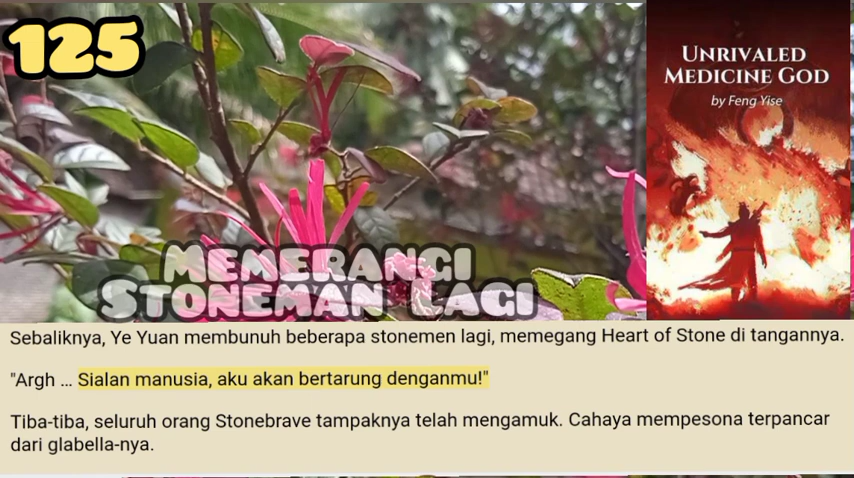 125
UNRIVALED
MEDICINE GOD
by Feng Yise
MEMERANGI
STONEMAN LAGI
Sebaliknya, Ye Yuan membunuh beberapa stonemen lagi, memegang Heart of Stone di tangannya.
"Argh ... Sialan manusia, aku akan bertarung denganmu!"
Tiba-tiba, seluruh orang Stonebrave tampaknya telah mengamuk. Cahaya mempesona terpancar
dari glabella-nya.